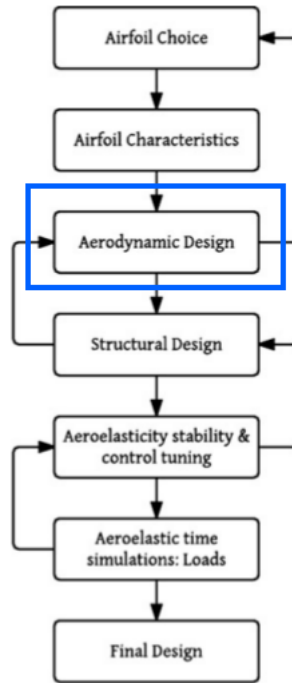 Airfoil Choice
Airfoil Characteristics
Aerodynamic Design
Structural Design
Aeroelasticity stability &
control tuning
Aeroelastic time
simulations: Loads
Final Design